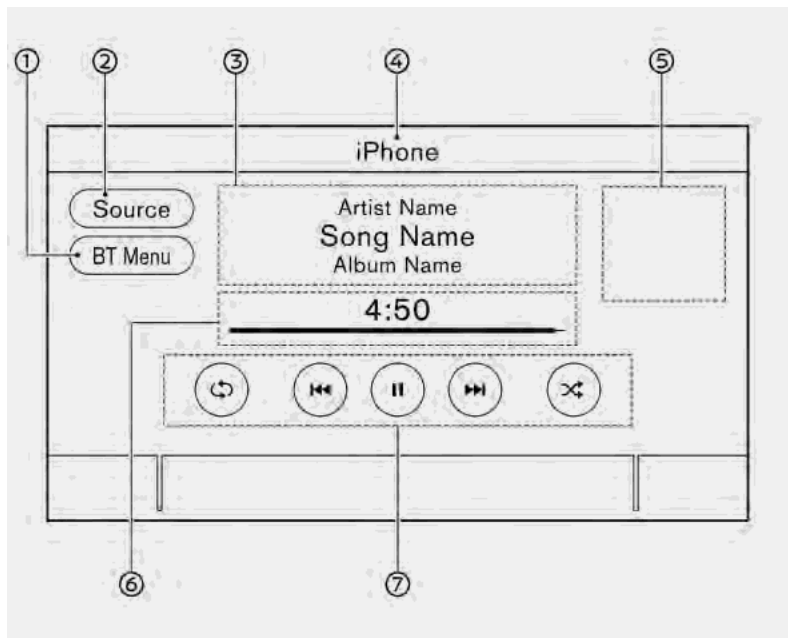 ① ② ③ ④ ⑤
iPhone
Source
BT Menu
Artist Name
Song Name
Album Name
4:50
⑥ ⑦